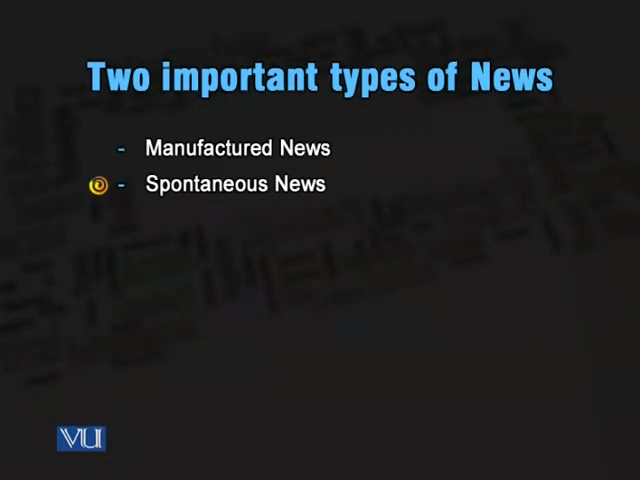 Two important types of News
- Manufactured News
- Spontaneous News
VU